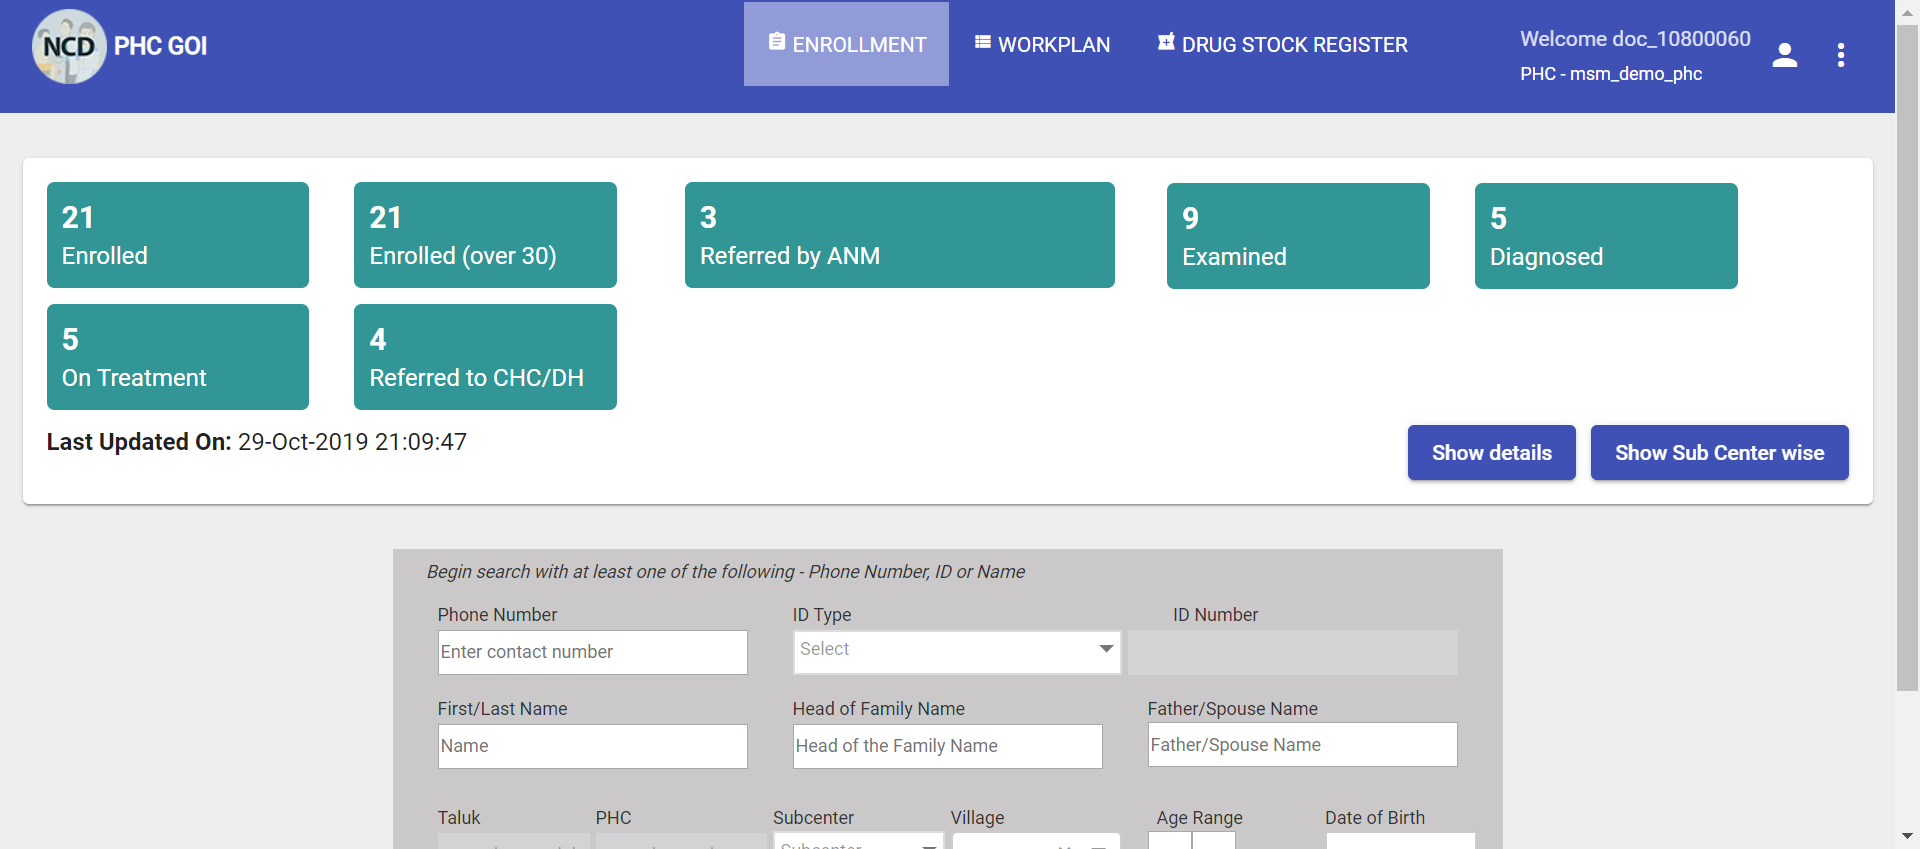 NCD PHC GOI
ENROLLMENT
WORKPLAN
DRUG STOCK REGISTER
Welcome doc_10800060
PHC - msm_demo_phc
21
Enrolled
21
Enrolled (over 30)
3
Referred by ANM
9
Examined
5
Diagnosed
5
On Treatment
4
Referred to CHC/DH
Last Updated On: 29-Oct-2019 21:09:47
Show details
Show Sub Center wise
Begin search with at least one of the following - Phone Number, ID or Name
Phone Number
ID Type
ID Number
Enter contact number
Select
First/Last Name
Head of Family Name
Father/Spouse Name
Name
Head of the Family Name
Father/Spouse Name
Taluk
PHC
Subcenter
Village
Age Range
Date of Birth
Subcenter